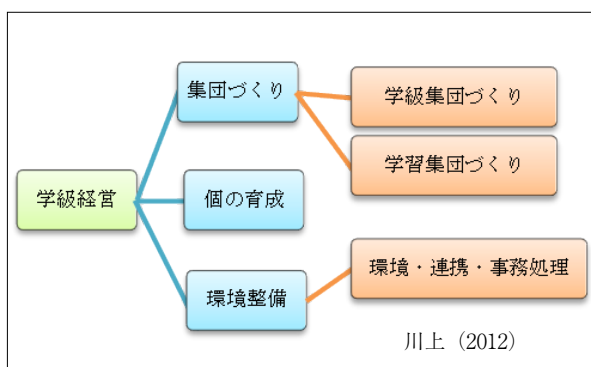 集団づくり
学級集団づくり
学習集団づくり
学級経営
個の育成
環境・連携・事務処理
環境整備
川上（2012）